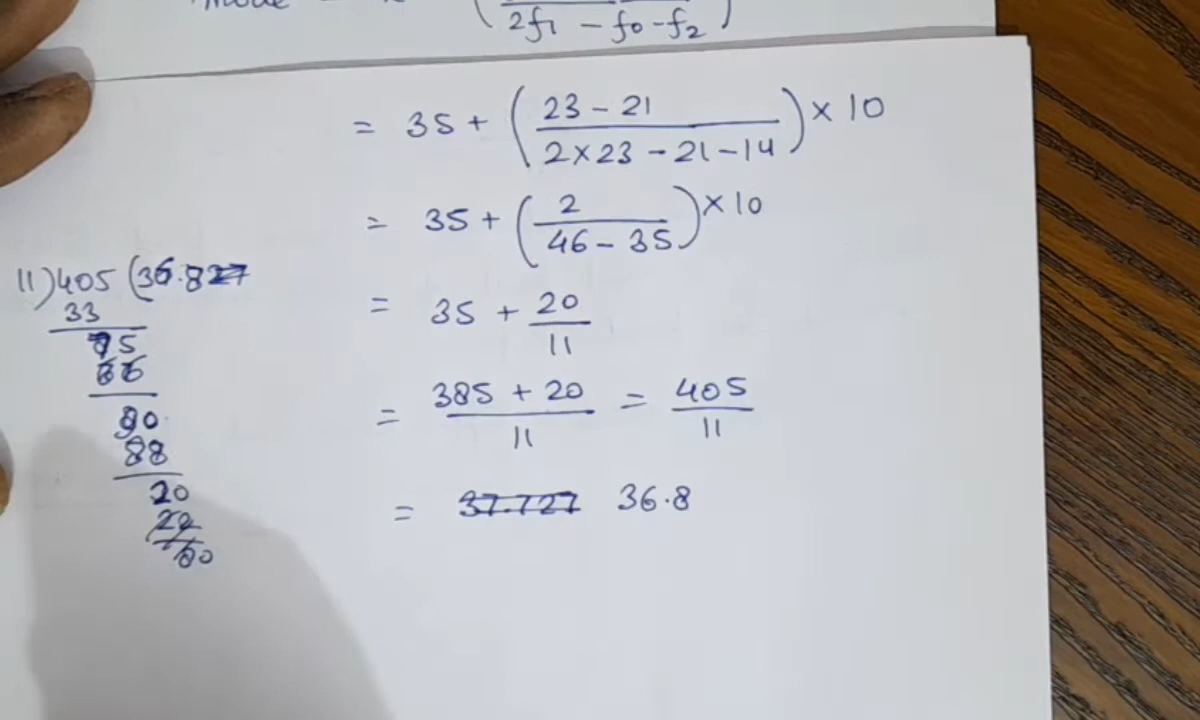 Mode
2f1 - f0 - f2
= 35 + ( 23 - 21 / 2×23 - 21 - 14 ) × 10
= 35 + ( 2 / 46 - 35 ) × 10
= 35 + 20/11
= 385 + 20 / 11 = 405/11
= 37.727 36.8
11)405(36.827
33
75
66
90
88
20